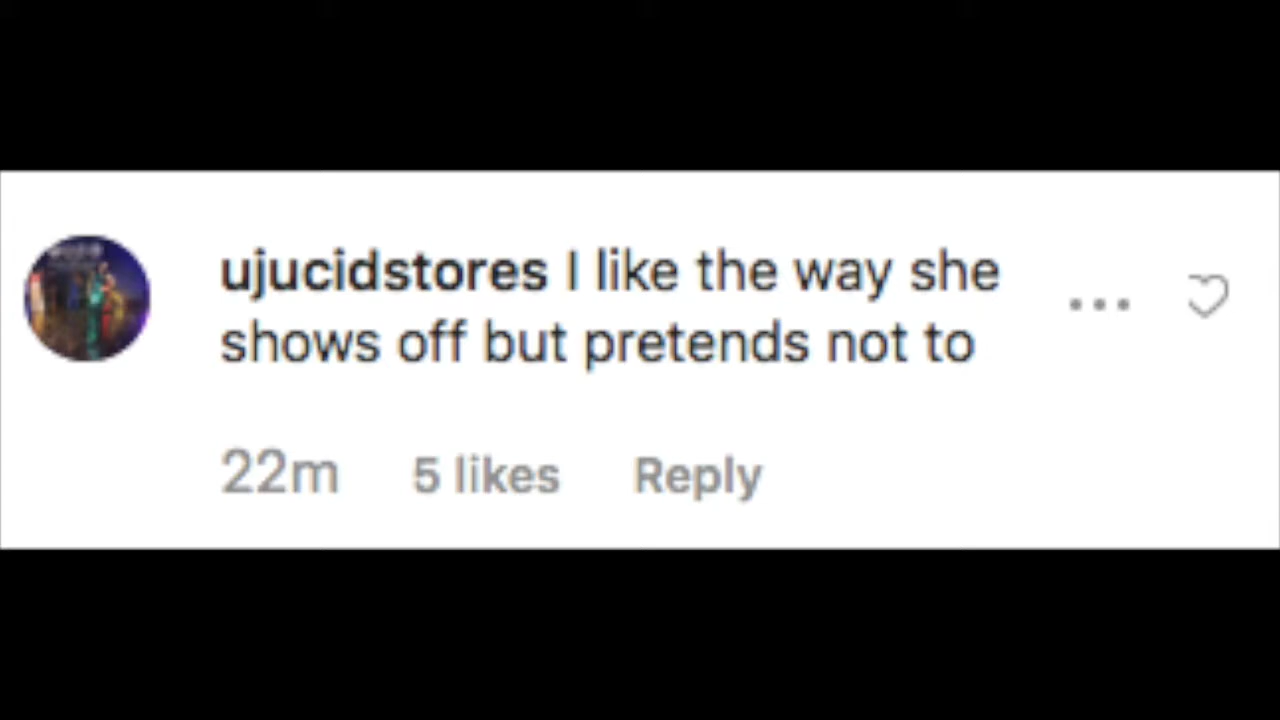 ujucidstores I like the way she
shows off but pretends not to
22m 5 likes Reply